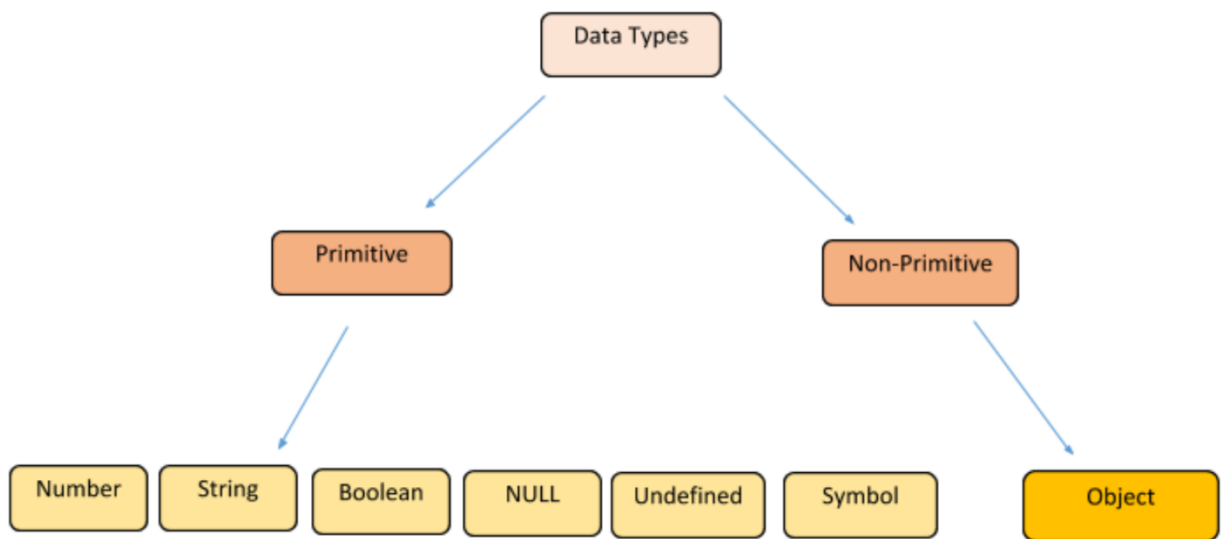 Data Types
Primitive
Non-Primitive
Number
String
Boolean
NULL
Undefined
Symbol
Object